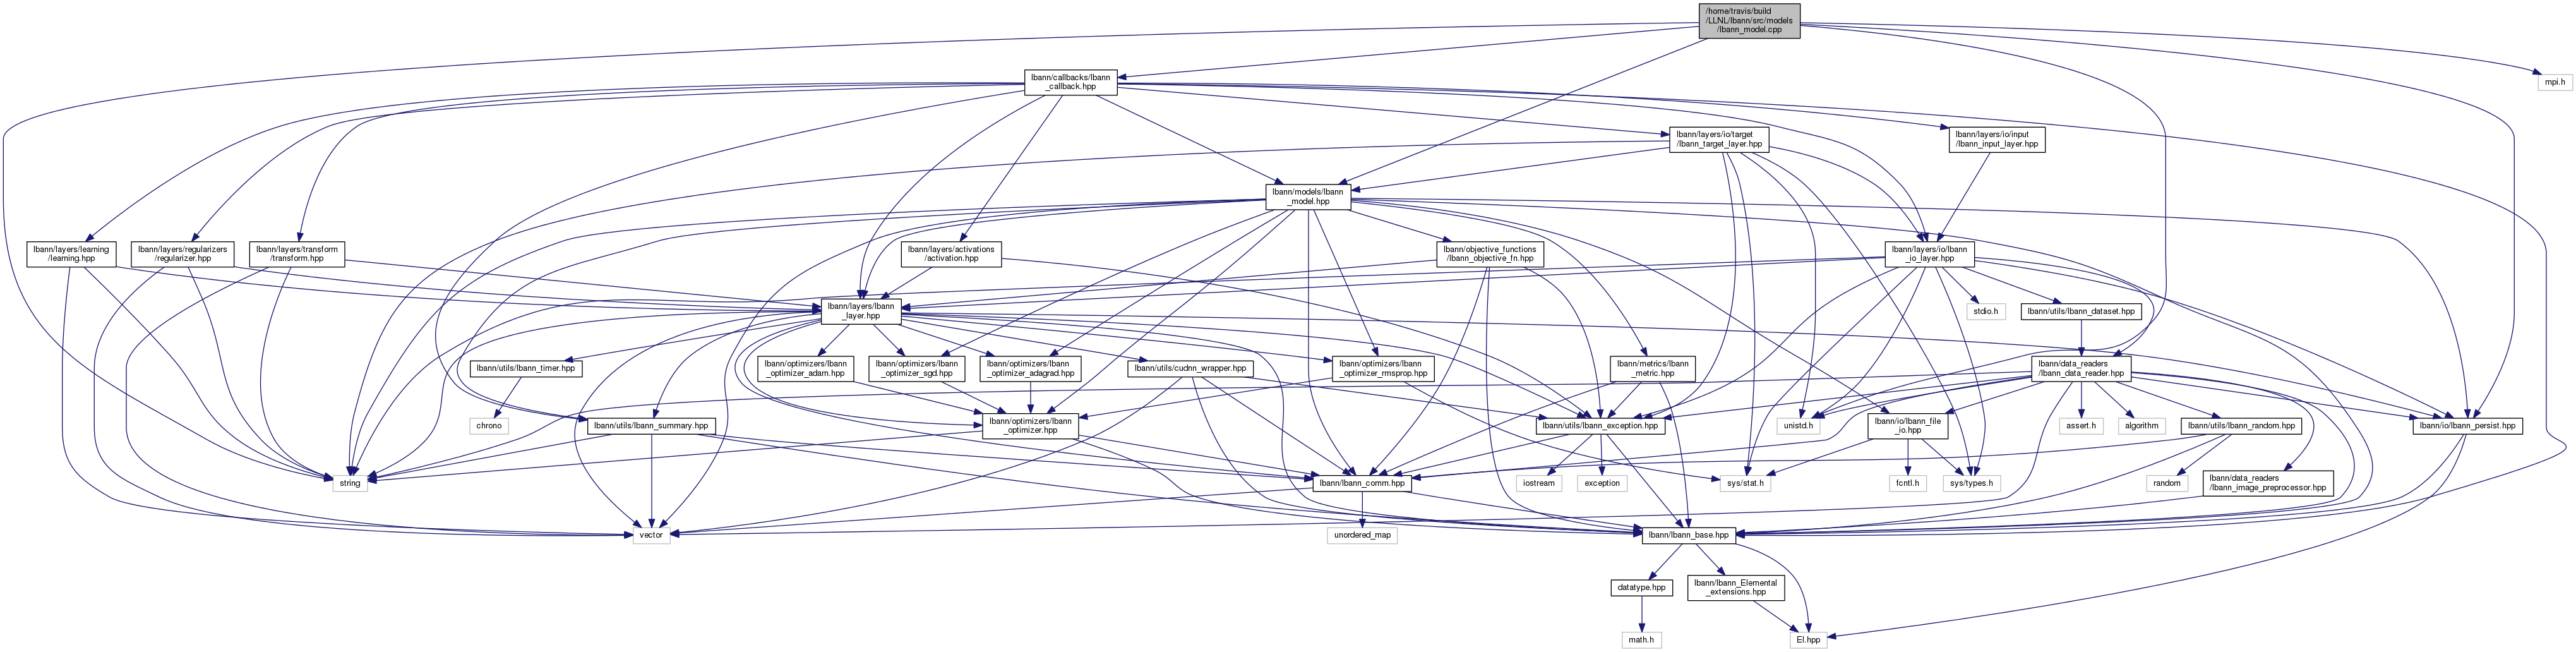 /home/travis/build
/LLNL/lbann/src/models
/lbann_model.cpp
lbann/callbacks/lbann
_callback.hpp
mpi.h
lbann/layers/io/target
/lbann_target_layer.hpp
lbann/layers/io/input
/lbann_input_layer.hpp
lbann/models/lbann
_model.hpp
lbann/layers/learning
/learning.hpp
lbann/layers/regularizers
/regularizer.hpp
lbann/layers/transform
/transform.hpp
lbann/layers/activations
/activation.hpp
lbann/objective_functions
/lbann_objective_fn.hpp
lbann/layers/io/lbann
_io_layer.hpp
lbann/layers/lbann
_layer.hpp
stdio.h
lbann/utils/lbann_dataset.hpp
lbann/utils/lbann_timer.hpp
lbann/optimizers/lbann
_optimizer_adam.hpp
lbann/optimizers/lbann
_optimizer_sgd.hpp
lbann/optimizers/lbann
_optimizer_adagrad.hpp
lbann/utils/cudnn_wrapper.hpp
lbann/optimizers/lbann
_optimizer_rmsprop.hpp
lbann/metrics/lbann
_metric.hpp
lbann/data_readers
/lbann_data_reader.hpp
chrono
lbann/utils/lbann_summary.hpp
lbann/optimizers/lbann
_optimizer.hpp
lbann/utils/lbann_exception.hpp
unistd.h
lbann/io/lbann_file
_io.hpp
assert.h
algorithm
lbann/utils/lbann_random.hpp
lbann/io/lbann_persist.hpp
string
lbann/lbann_comm.hpp
iostream
exception
sys/stat.h
fcntl.h
sys/types.h
random
lbann/data_readers
/lbann_image_preprocessor.hpp
vector
unordered_map
lbann/lbann_base.hpp
datatype.hpp
lbann/lbann_Elemental
_extensions.hpp
math.h
El.hpp